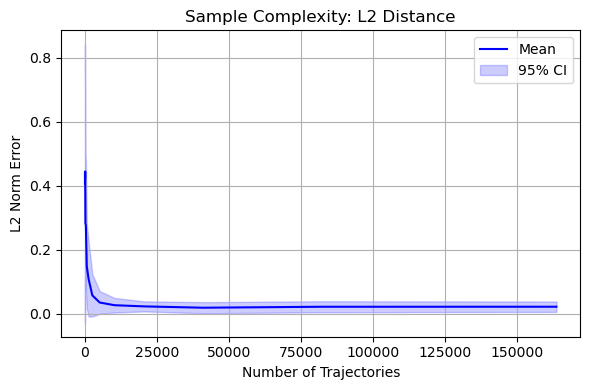 Sample Complexity: L2 Distance
Mean
95% CI
L2 Norm Error
0.8
0.6
0.4
0.2
0.0
0
25000
50000
75000
100000
125000
150000
Number of Trajectories